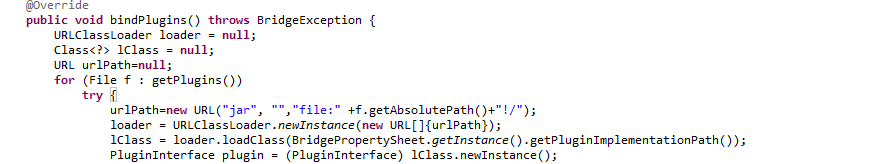 @Override
public void bindPlugins() throws BridgeException {
URLClassLoader loader = null;
Class<?> lClass = null;
URL urlPath=null;
for (File f : getPlugins())
try {
urlPath=new URL("jar", "","file:" +f.getAbsolutePath()+"!/");
loader = URLClassLoader.newInstance(new URL[]{urlPath});
lClass = loader.loadClass(BridgePropertySheet.getInstance().getPluginImplementationPath());
PluginInterface plugin = (PluginInterface) lClass.newInstance();